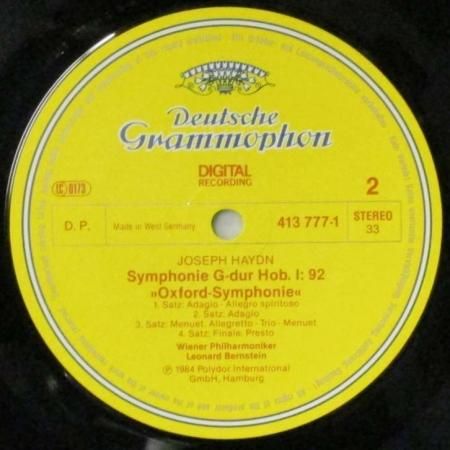 Deutsche
Grammophon
DIGITAL
RECORDING
LC 0173
2
D. P.
Made in West Germany
413 777-1
STEREO
33
JOSEPH HAYDN
Symphonie G-dur Hob. I: 92
»Oxford-Symphonie«
1. Satz: Adagio - Allegro spiritoso
2. Satz: Adagio
3. Satz: Menuet. Allegretto - Trio - Menuet
4. Satz: Finale. Presto
Wiener Philharmoniker
Leonard Bernstein
Ⓟ 1984 Polydor International
GmbH, Hamburg